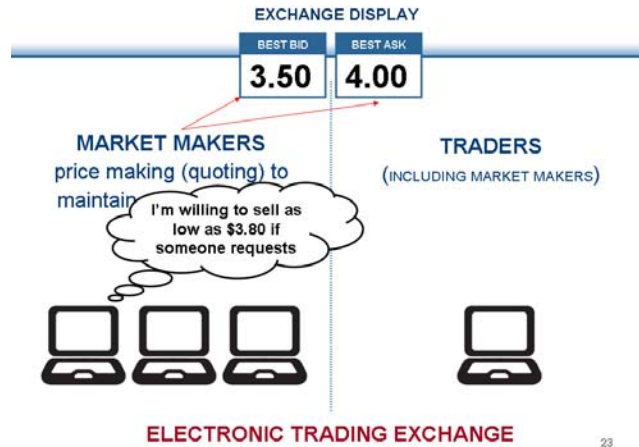 EXCHANGE DISPLAY
BEST BID
BEST ASK
3.50
4.00
MARKET MAKERS
price making (quoting) to
maintain
TRADERS
(INCLUDING MARKET MAKERS)
I'm willing to sell as
low as $3.80 if
someone requests
ELECTRONIC TRADING EXCHANGE
23